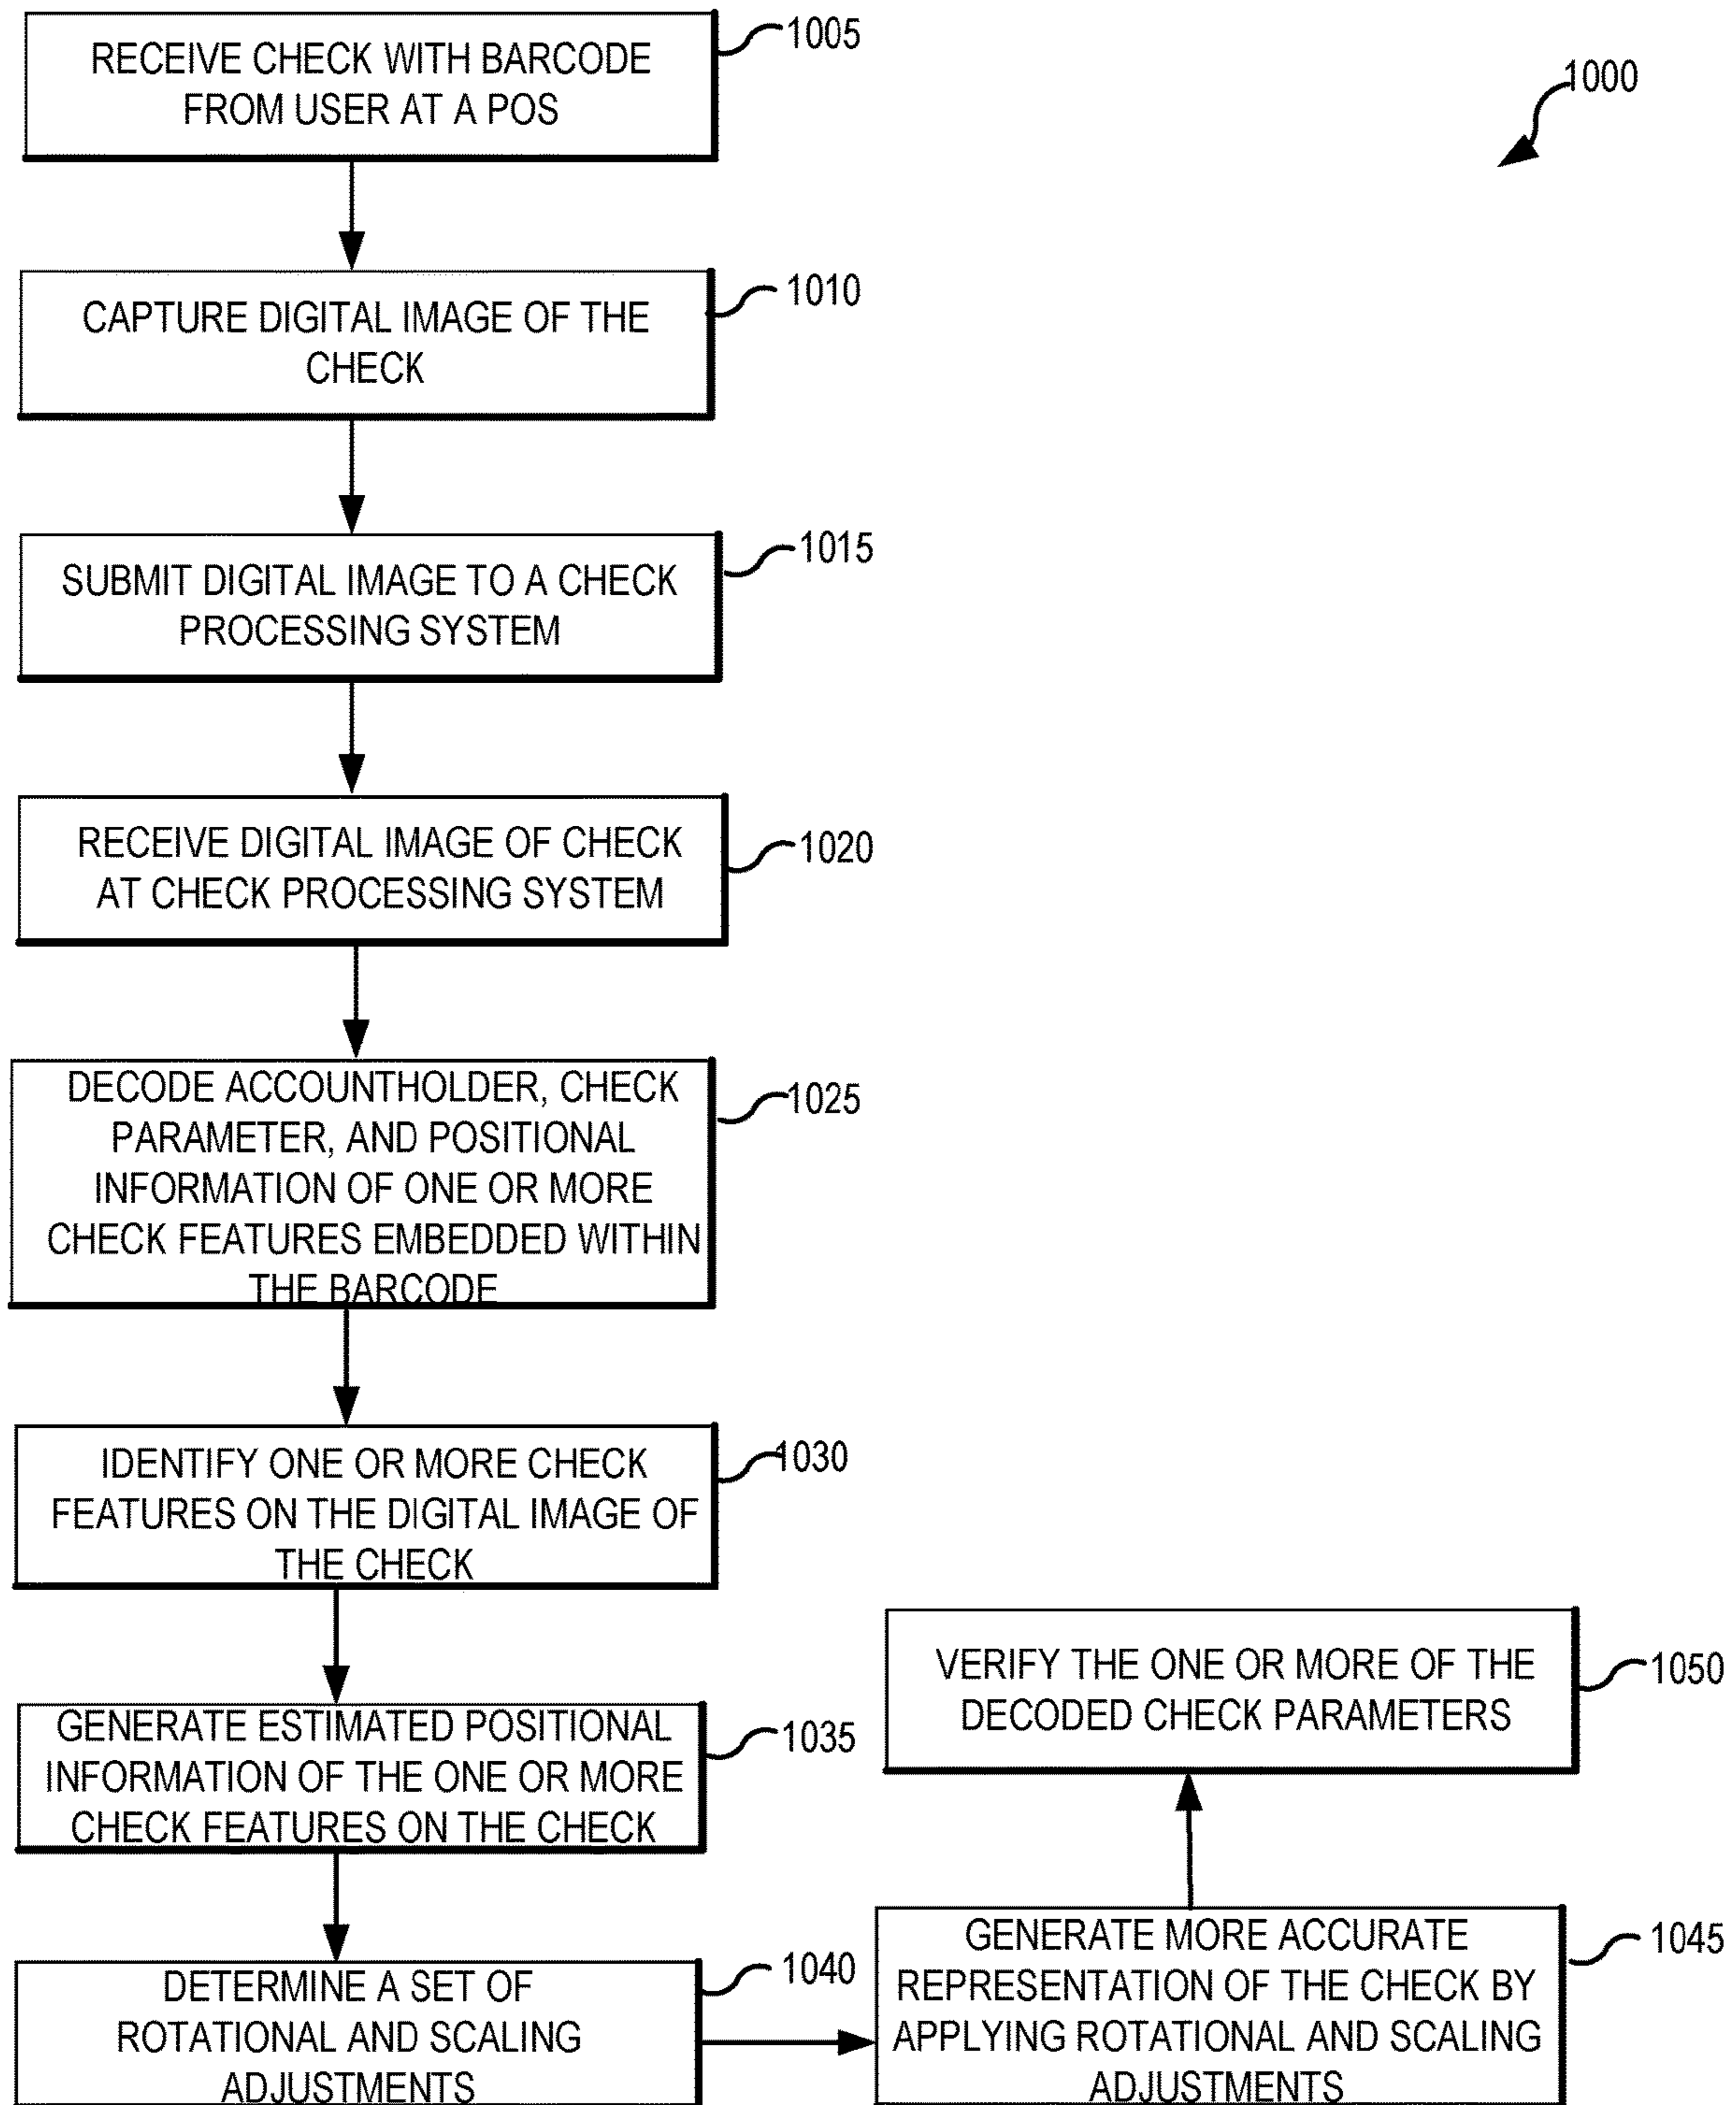 RECEIVE CHECK WITH BARCODE
FROM USER AT A POS
1005
1000
CAPTURE DIGITAL IMAGE OF THE
CHECK
1010
SUBMIT DIGITAL IMAGE TO A CHECK
PROCESSING SYSTEM
1015
RECEIVE DIGITAL IMAGE OF CHECK
AT CHECK PROCESSING SYSTEM
1020
DECODE ACCOUNTHOLDER, CHECK
PARAMETER, AND POSITIONAL
INFORMATION OF ONE OR MORE
CHECK FEATURES EMBEDDED WITHIN
THE BARCODE
1025
IDENTIFY ONE OR MORE CHECK
FEATURES ON THE DIGITAL IMAGE OF
THE CHECK
1030
GENERATE ESTIMATED POSITIONAL
INFORMATION OF THE ONE OR MORE
CHECK FEATURES ON THE CHECK
1035
DETERMINE A SET OF
ROTATIONAL AND SCALING
ADJUSTMENTS
1040
GENERATE MORE ACCURATE
REPRESENTATION OF THE CHECK BY
APPLYING ROTATIONAL AND SCALING
ADJUSTMENTS
1045
VERIFY THE ONE OR MORE OF THE
DECODED CHECK PARAMETERS
1050